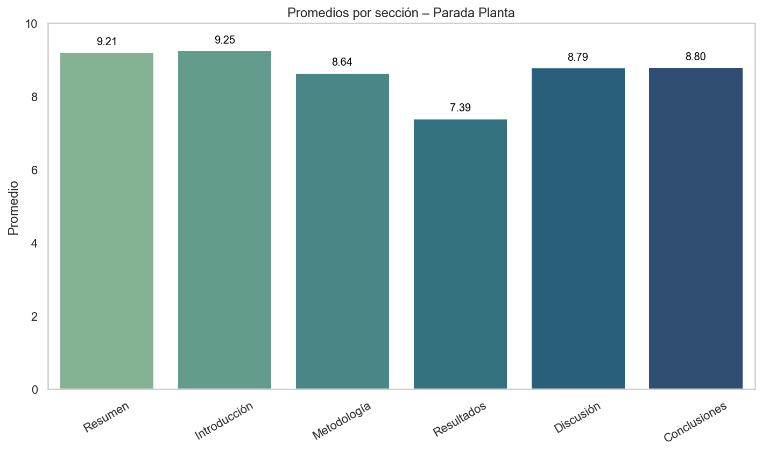 Promedios por sección – Parada Planta
Promedio
10
8
6
4
2
0
9.21
9.25
8.64
7.39
8.79
8.80
Resumen
Introducción
Metodología
Resultados
Discusión
Conclusiones